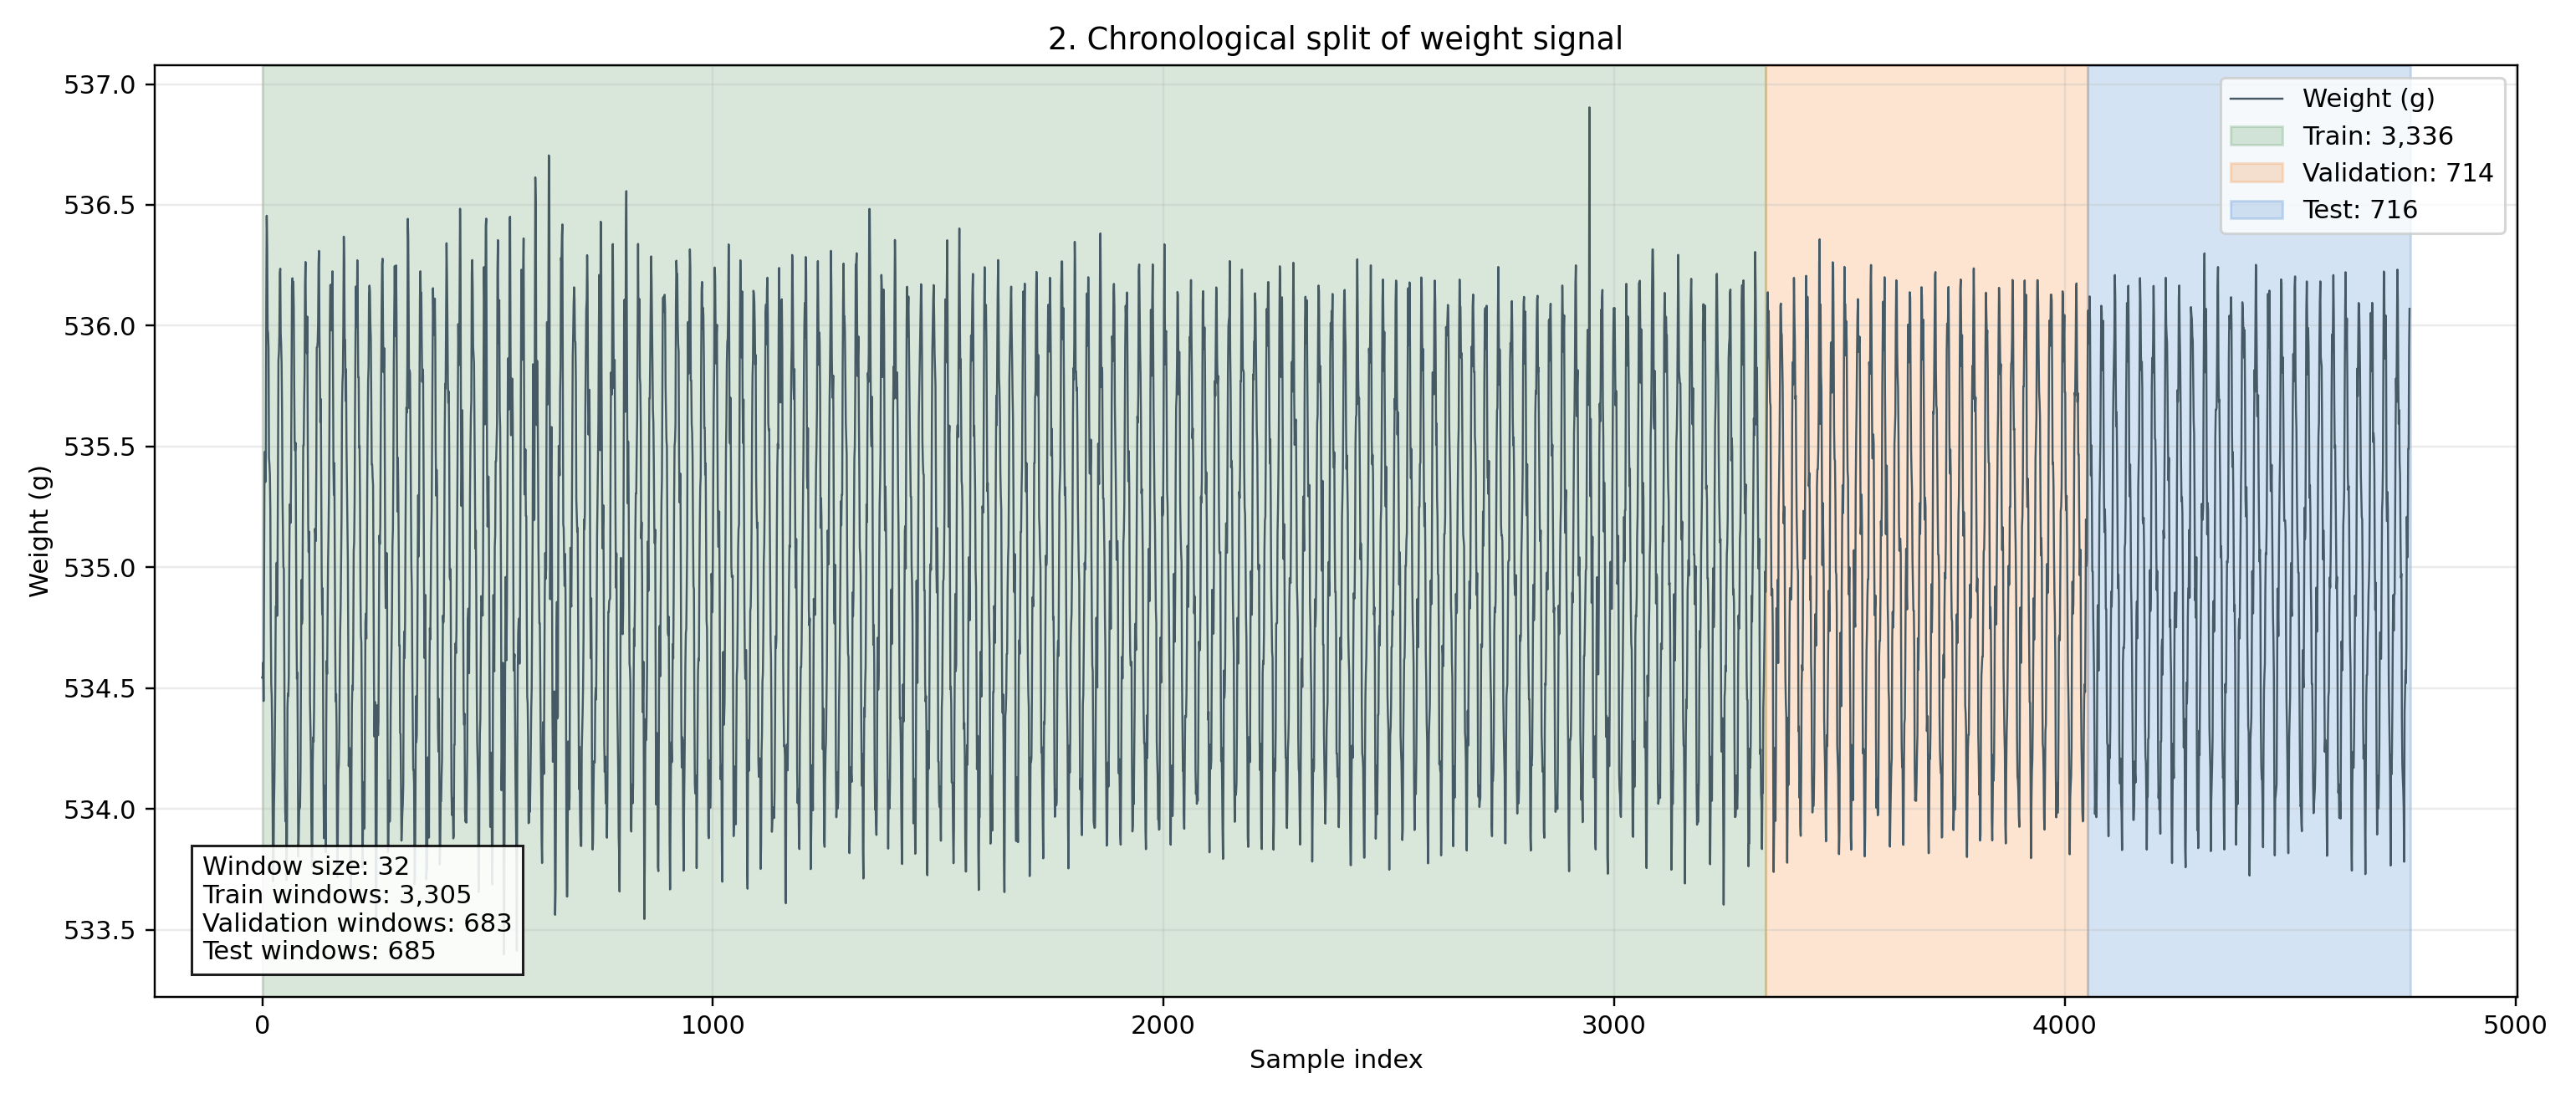 2. Chronological split of weight signal
537.0
536.5
536.0
535.5
535.0
534.5
534.0
533.5
Weight (g)
Weight (g)
Train: 3,336
Validation: 714
Test: 716
Window size: 32
Train windows: 3,305
Validation windows: 683
Test windows: 685
0
1000
2000
3000
4000
5000
Sample index